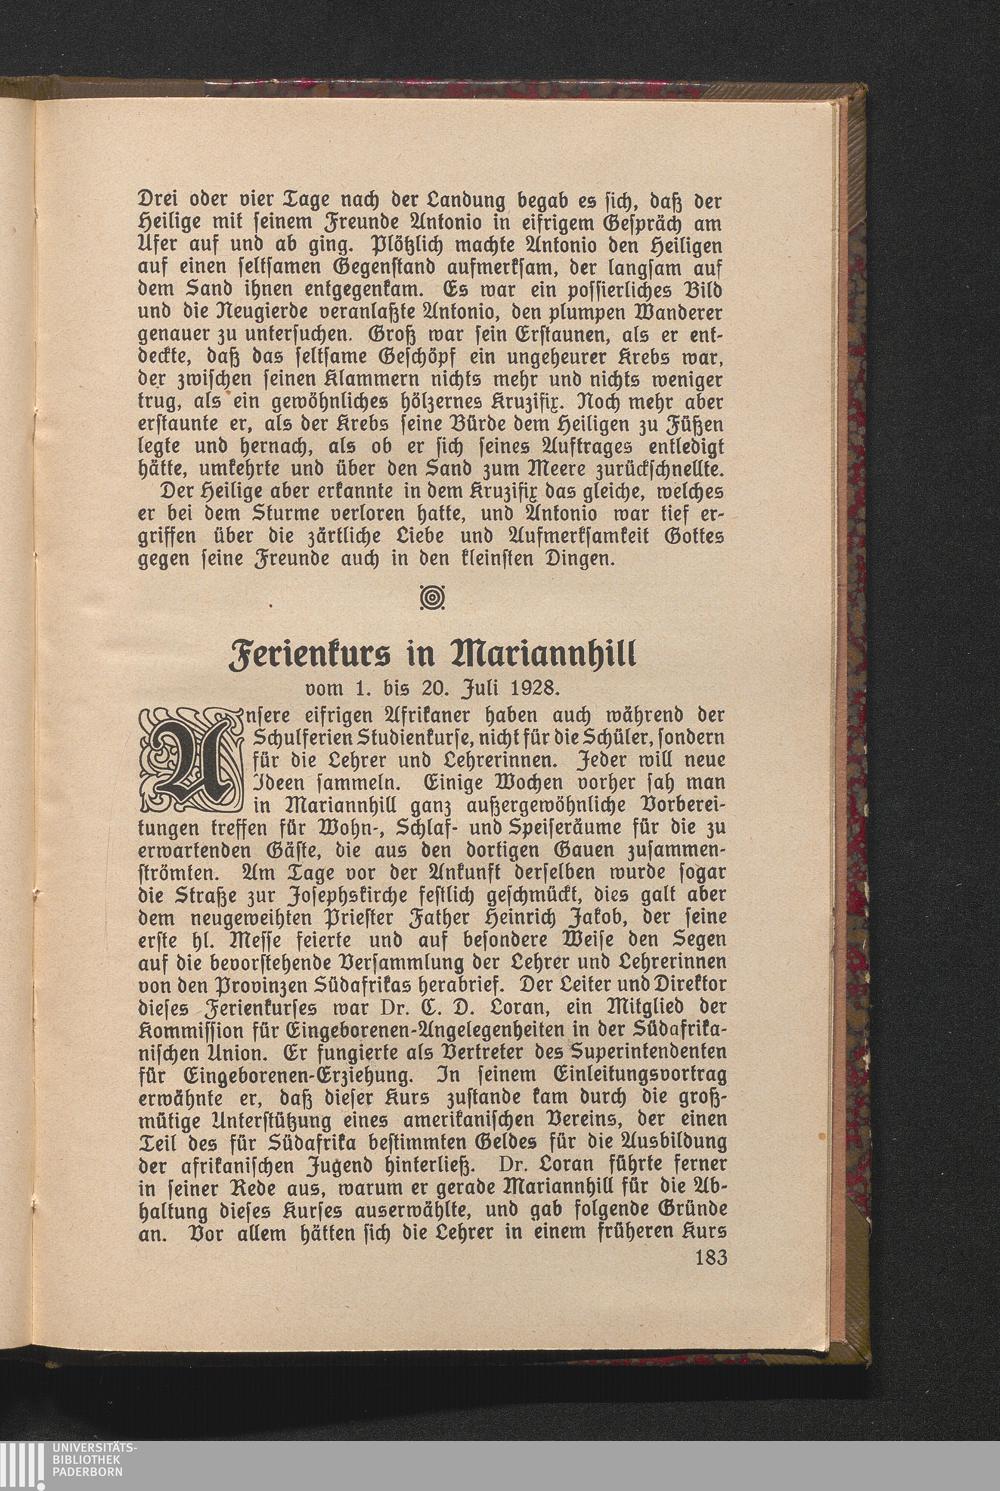 Drei oder vier Tage nach der Landung begab es sich, daß der
Heilige mit seinem Freunde Antonio in eifrigem Gespräch am
Ufer auf und ab ging. Plötzlich machte Antonio den Heiligen
auf einen seltsamen Gegenstand aufmerksam, der langsam auf
dem Sand ihnen entgegenkam. Es war ein possierliches Bild
und die Neugierde veranlaßte Antonio, den plumpen Wanderer
genauer zu untersuchen. Groß war sein Erstaunen, als er ent-
deckte, daß das seltsame Geschöpf ein ungeheurer Krebs war,
der zwischen seinen Klammern nichts mehr und nichts weniger
trug, als ein gewöhnliches hölzernes Kruzifix. Noch mehr aber
erstaunte er, als der Krebs seine Bürde dem Heiligen zu Füßen
legte und hernach, als ob er sich seines Auftrages entledigt
hätte, umkehrte und über den Sand zum Meere zurückschnellte.
Der Heilige aber erkannte in dem Kruzifix das gleiche, welches
er bei dem Sturme verloren hatte, und Antonio war tief er-
griffen über die zärtliche Liebe und Aufmerksamkeit Gottes
gegen seine Freunde auch in den kleinsten Dingen.
Ferienkurs in Mariannhill
vom 1. bis 20. Juli 1928.
Unsere eifrigen Afrikaner haben auch während der
Schulferien Studienkurse, nicht für die Schüler, sondern
für die Lehrer und Lehrerinnen. Jeder will neue
Ideen sammeln. Einige Wochen vorher sah man
in Mariannhill ganz außergewöhnliche Vorberei-
tungen treffen für Wohn-, Schlaf- und Speiseräume für die zu
erwartenden Gäste, die aus den dortigen Gauen zusammen-
strömten. Am Tage vor der Ankunft derselben wurde sogar
die Straße zur Josephskirche festlich geschmückt, dies galt aber
dem neugeweihten Priester Father Heinrich Jakob, der seine
erste hl. Messe feierte und auf besondere Weise den Segen
auf die bevorstehende Versammlung der Lehrer und Lehrerinnen
von den Provinzen Südafrikas herabrief. Der Leiter und Direktor
dieses Ferienkurses war Dr. C. D. Loran, ein Mitglied der
Kommission für Eingeborenen-Angelegenheiten in der Südafrika-
nischen Union. Er fungierte als Vertreter des Superintendenten
für Eingeborenen-Erziehung. In seinem Einleitungsvortrag
erwähnte er, daß dieser Kurs zustande kam durch die groß-
mütige Unterstützung eines amerikanischen Vereins, der einen
Teil des für Südafrika bestimmten Geldes für die Ausbildung
der afrikanischen Jugend hinterließ. Dr. Loran führte ferner
in seiner Rede aus, warum er gerade Mariannhill für die Ab-
haltung dieses Kurses auserwählte, und gab folgende Gründe
an. Vor allem hätten sich die Lehrer in einem früheren Kurs
183
UNIVERSITÄTS-
BIBLIOTHEK
PADERBORN